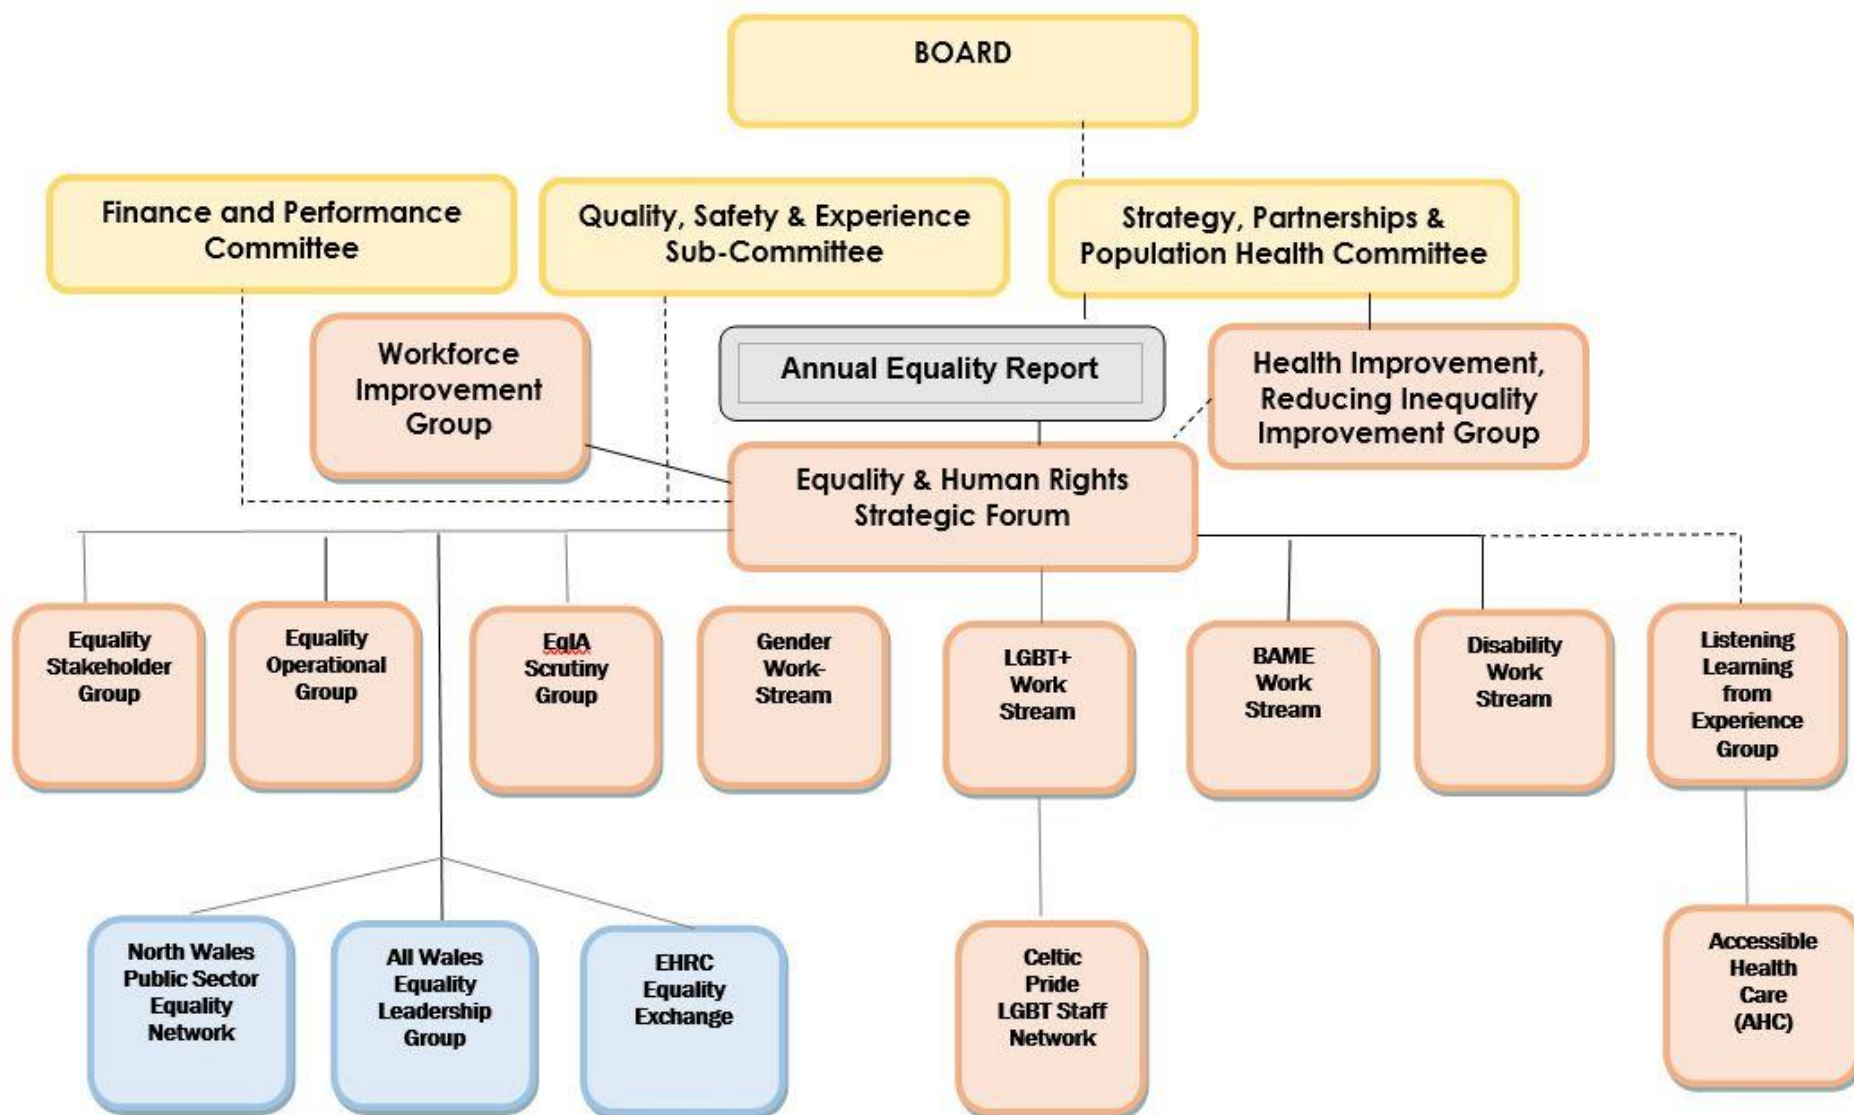 BOARD
Finance and Performance
Committee
Quality, Safety & Experience
Sub-Committee
Strategy, Partnerships &
Population Health Committee
Workforce
Improvement
Group
Annual Equality Report
Health Improvement,
Reducing Inequality
Improvement Group
Equality & Human Rights
Strategic Forum
Equality
Stakeholder
Group
Equality
Operational
Group
EqIA
Scrutiny
Group
Gender
Work-
Stream
LGBT+
Work
Stream
BAME
Work
Stream
Disability
Work
Stream
Listening
Learning
from
Experience
Group
North Wales
Public Sector
Equality
Network
All Wales
Equality
Leadership
Group
EHRC
Equality
Exchange
Celtic
Pride
LGBT Staff
Network
Accessible
Health
Care
(AHC)